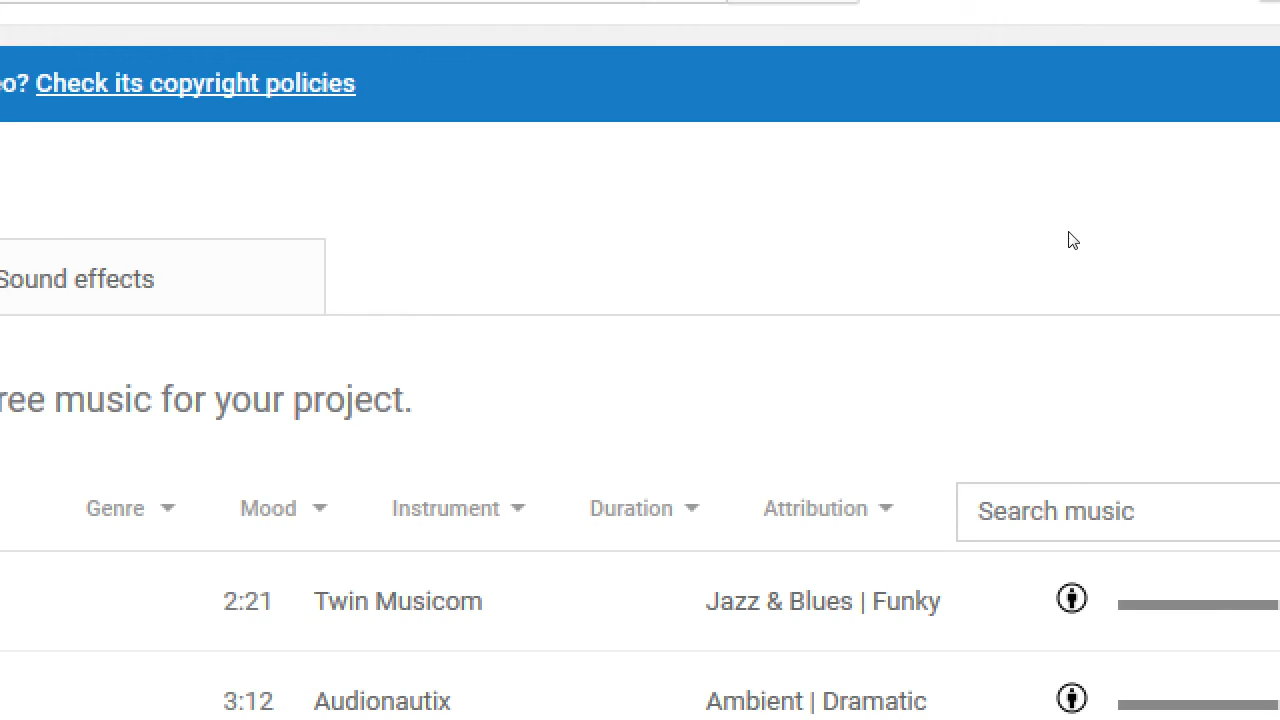 eo? Check its copyright policies
Sound effects
ree music for your project.
Genre Mood Instrument Duration Attribution Search music
2:21 Twin Musicom Jazz & Blues | Funky
3:12 Audionautix Ambient | Dramatic